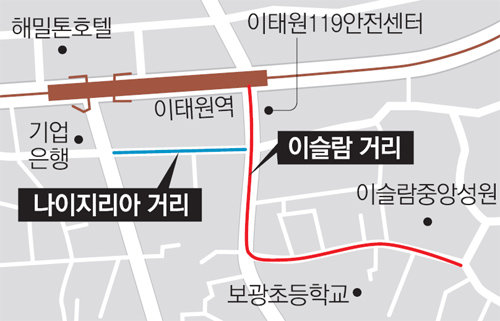 해밀톤호텔
이태원119안전센터
이태원역
기업
은행
이슬람 거리
나이지리아 거리
이슬람중앙성원
보광초등학교